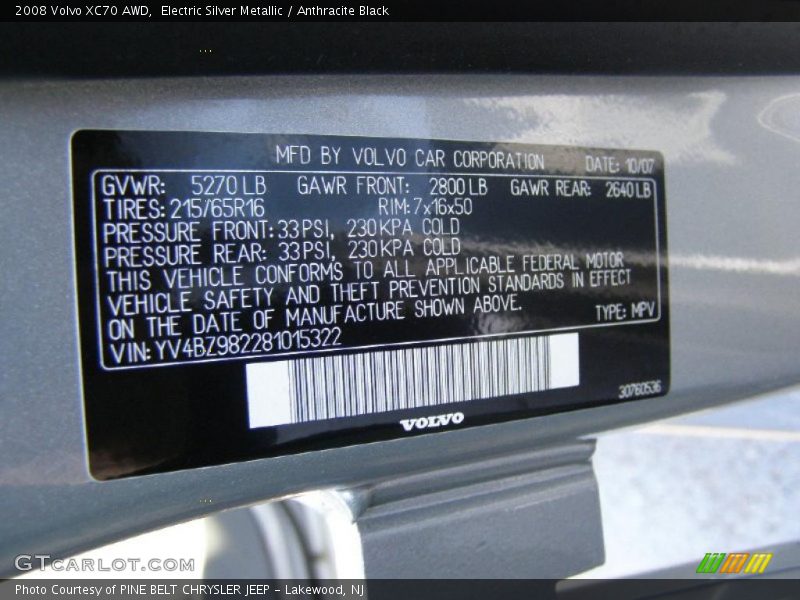 2008 Volvo XC70 AWD, Electric Silver Metallic / Anthracite Black
MFD BY VOLVO CAR CORPORATION DATE: 10/07
GVWR: 5270 LB GAWR FRONT: 2800 LB GAWR REAR: 2640 LB
TIRES: 215/65R16 RIM: 7x16x50
PRESSURE FRONT: 33 PSI, 230 KPA COLD
PRESSURE REAR: 33 PSI, 230 KPA COLD
THIS VEHICLE CONFORMS TO ALL APPLICABLE FEDERAL MOTOR
VEHICLE SAFETY AND THEFT PREVENTION STANDARDS IN EFFECT
ON THE DATE OF MANUFACTURE SHOWN ABOVE.
TYPE: MPV
VIN: YV4BZ982281015322
30760536
VOLVO
GTcarlot.com
Photo Courtesy of PINE BELT CHRYSLER JEEP - Lakewood, NJ